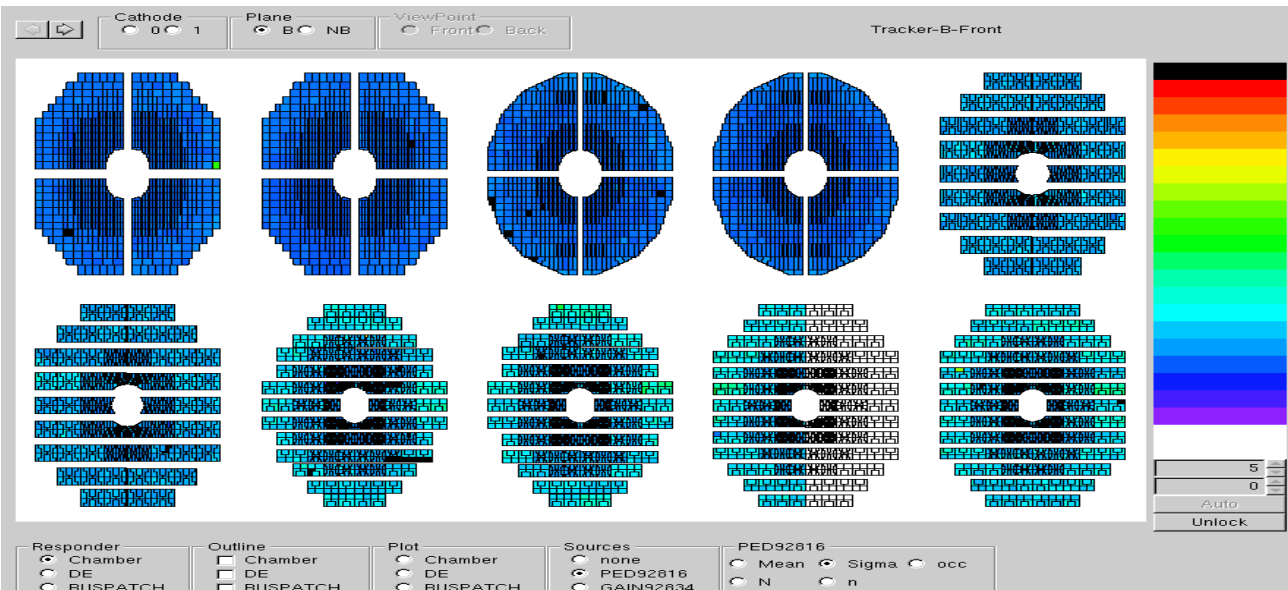 Cathode
0 1
Plane
B NB
ViewPoint
Front Back
Tracker-B-Front
5
0
Auto
Unlock
Responder
Chamber
DE
BUSPATCH
Outline
Chamber
DE
BUSPATCH
Plot
Chamber
DE
BUSPATCH
Sources
none
PED92816
GAIN92834
PED92816
Mean Sigma occ
N n